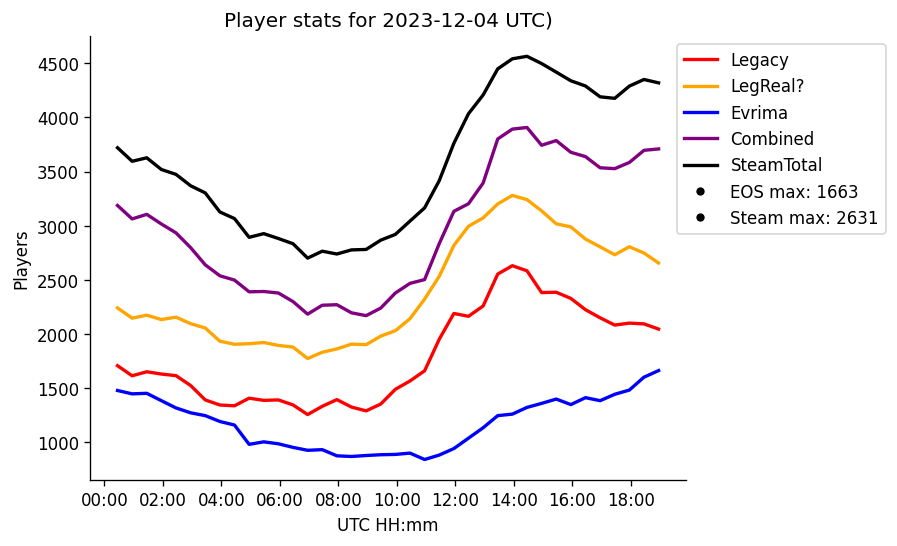 Player stats for 2023-12-04 UTC)
4500
4000
3500
3000
2500
2000
1500
1000
Players
00:00 02:00 04:00 06:00 08:00 10:00 12:00 14:00 16:00 18:00
UTC HH:mm
Legacy
LegReal?
Evrima
Combined
SteamTotal
EOS max: 1663
Steam max: 2631